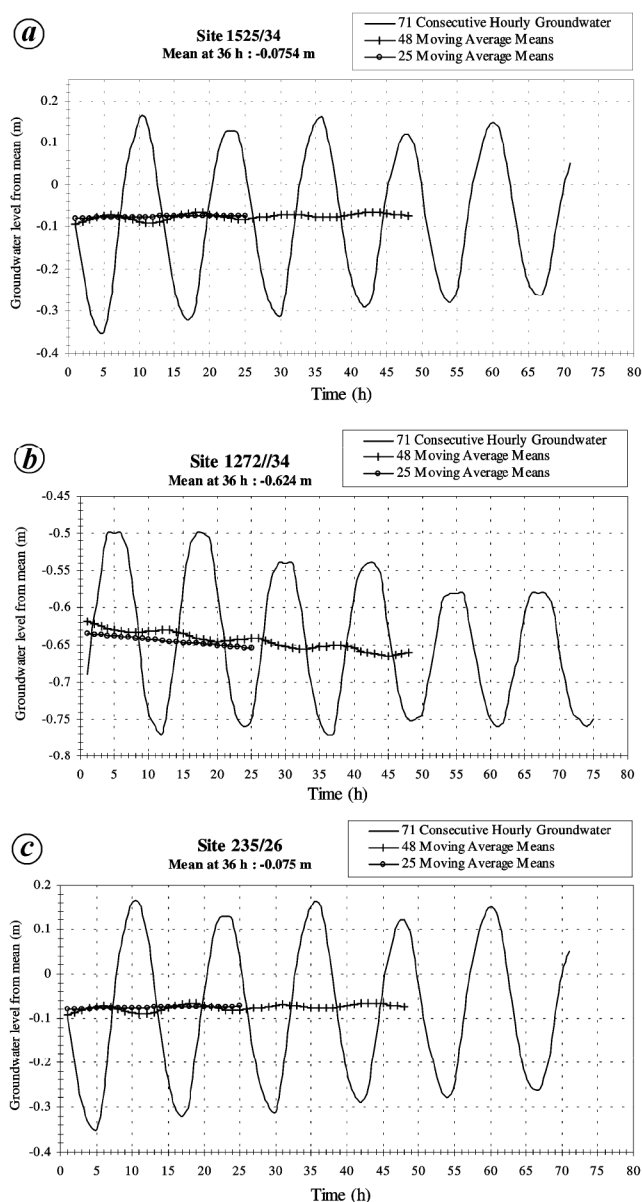 a
Site 1525/34
Mean at 36 h : -0.0754 m
71 Consecutive Hourly Groundwater
48 Moving Average Means
25 Moving Average Means
Groundwater level from mean (m)
0.2
0.1
0
-0.1
-0.2
-0.3
-0.4
0 5 10 15 20 25 30 35 40 45 50 55 60 65 70 75 80
Time (h)
b
Site 1272//34
Mean at 36 h : -0.624 m
71 Consecutive Hourly Groundwater
48 Moving Average Means
25 Moving Average Means
Groundwater level from mean (m)
-0.45
-0.5
-0.55
-0.6
-0.65
-0.7
-0.75
-0.8
0 5 10 15 20 25 30 35 40 45 50 55 60 65 70 75 80
Time (h)
c
Site 235/26
Mean at 36 h : -0.075 m
71 Consecutive Hourly Groundwater
48 Moving Average Means
25 Moving Average Means
Groundwater level from mean (m)
0.2
0.1
0
-0.1
-0.2
-0.3
-0.4
0 5 10 15 20 25 30 35 40 45 50 55 60 65 70 75 80
Time (h)